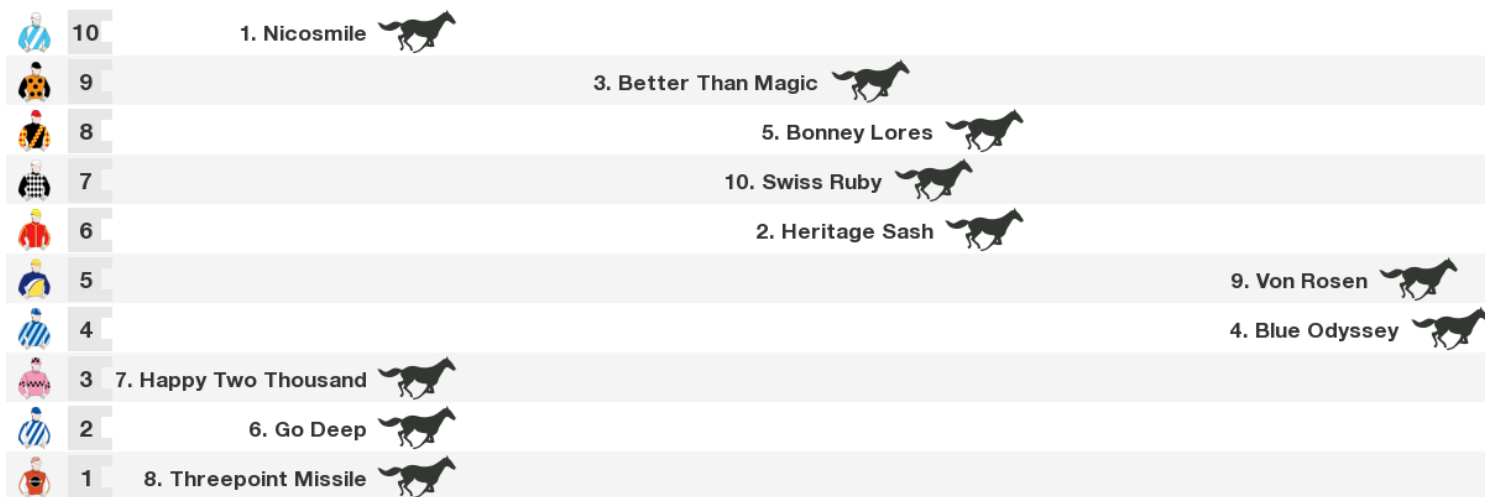 10 1. Nicosmile
9 3. Better Than Magic
8 5. Bonney Lores
7 10. Swiss Ruby
6 2. Heritage Sash
5 9. Von Rosen
4 4. Blue Odyssey
3 7. Happy Two Thousand
2 6. Go Deep
1 8. Threepoint Missile